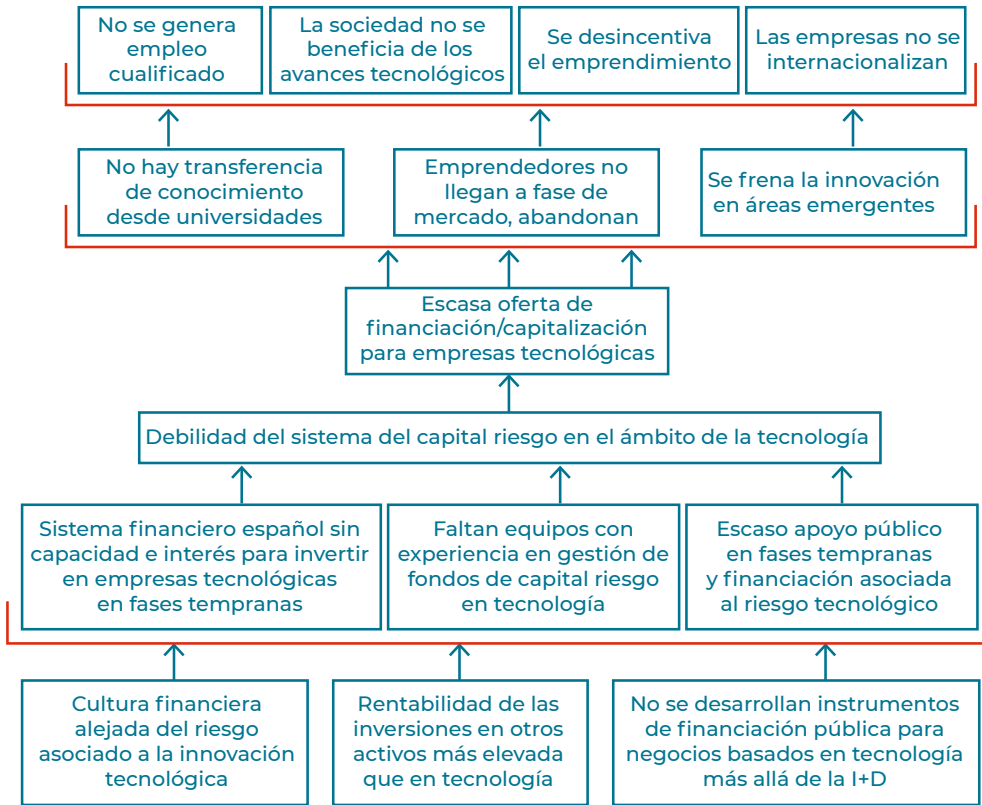 No se genera
empleo
cualificado
La sociedad no se
beneficia de los
avances tecnológicos
Se desincentiva
el emprendimiento
Las empresas no se
internacionalizan
No hay transferencia
de conocimiento
desde universidades
Emprendedores no
llegan a fase de
mercado, abandonan
Se frena la innovación
en áreas emergentes
Escasa oferta de
financiación/capitalización
para empresas tecnológicas
Debilidad del sistema del capital riesgo en el ámbito de la tecnología
Sistema financiero español sin
capacidad e interés para invertir
en empresas tecnológicas
en fases tempranas
Faltan equipos con
experiencia en gestión de
fondos de capital riesgo
en tecnología
Escaso apoyo público
en fases tempranas
y financiación asociada
al riesgo tecnológico
Cultura financiera
alejada del riesgo
asociado a la innovación
tecnológica
Rentabilidad de las
inversiones en otros
activos más elevada
que en tecnología
No se desarrollan instrumentos
de financiación pública para
negocios basados en tecnología
más allá de la I+D